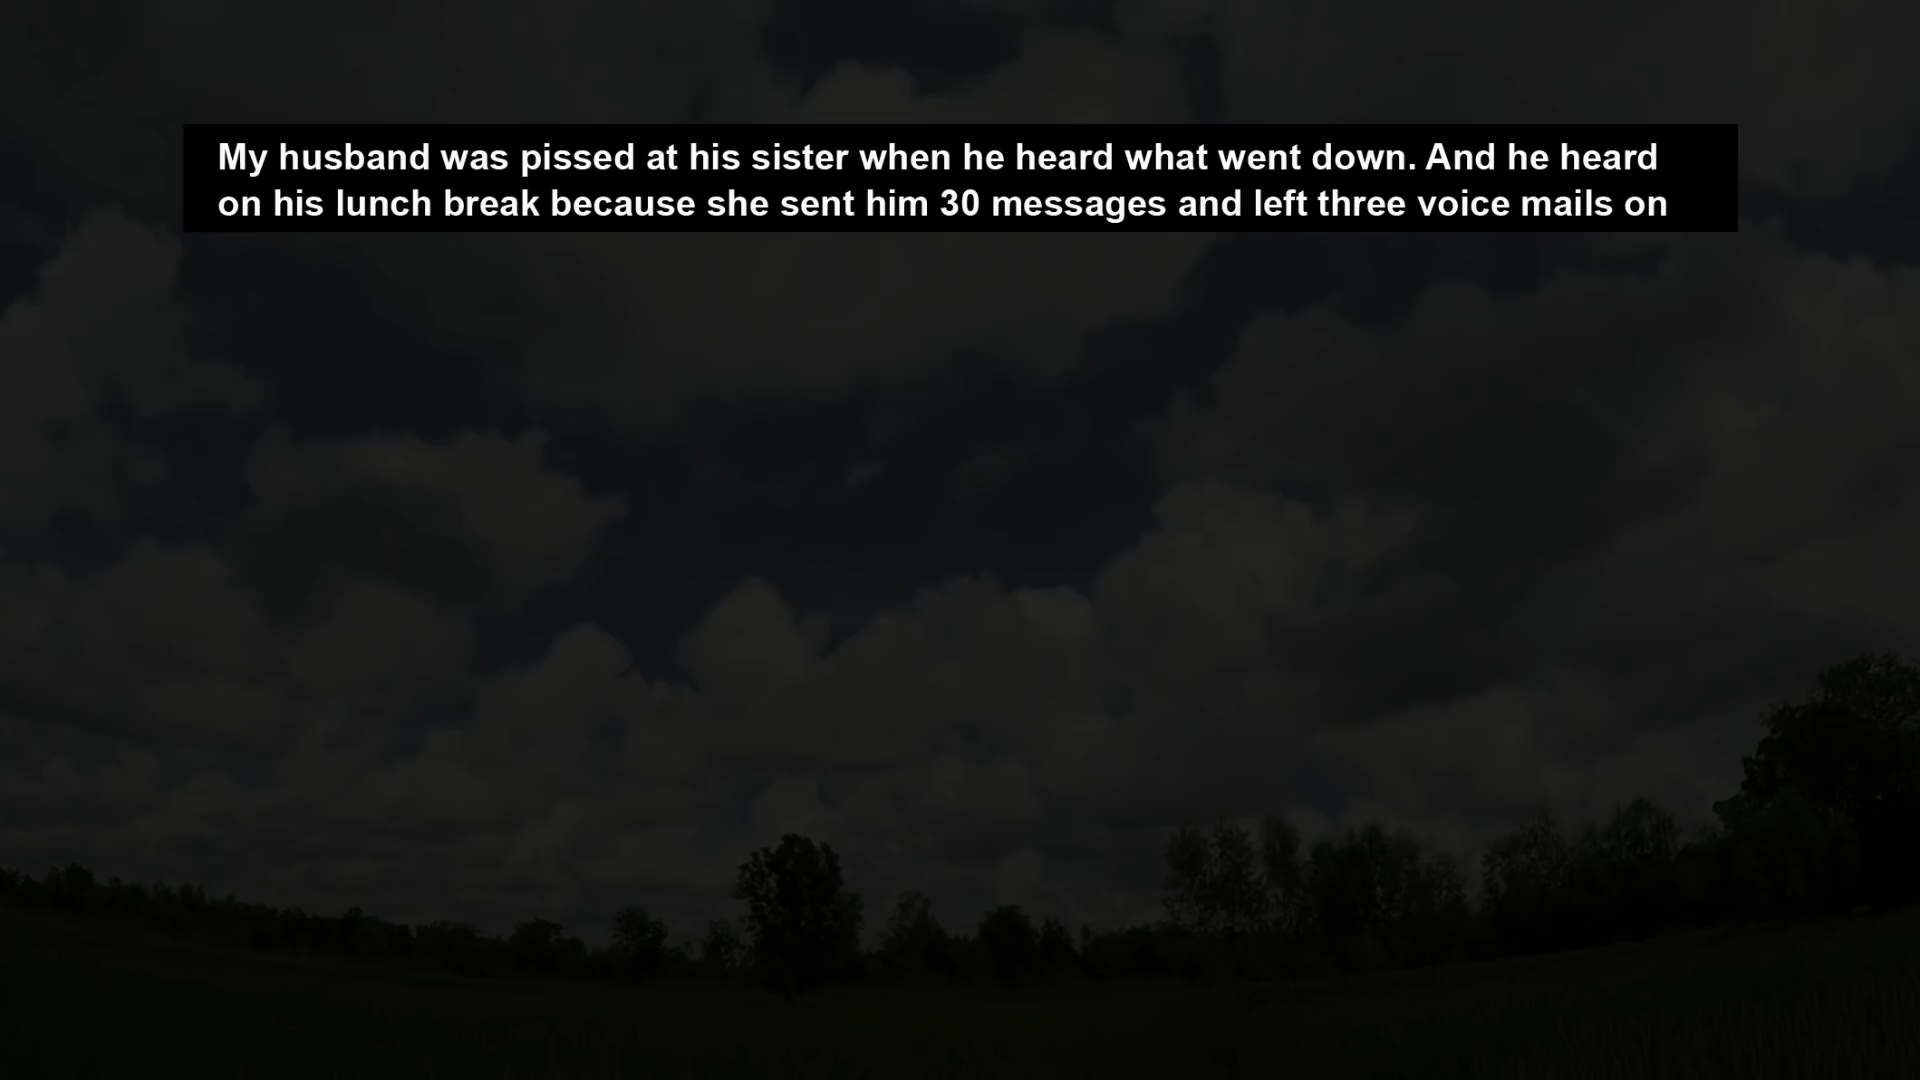 My husband was pissed at his sister when he heard what went down. And he heard
on his lunch break because she sent him 30 messages and left three voice mails on